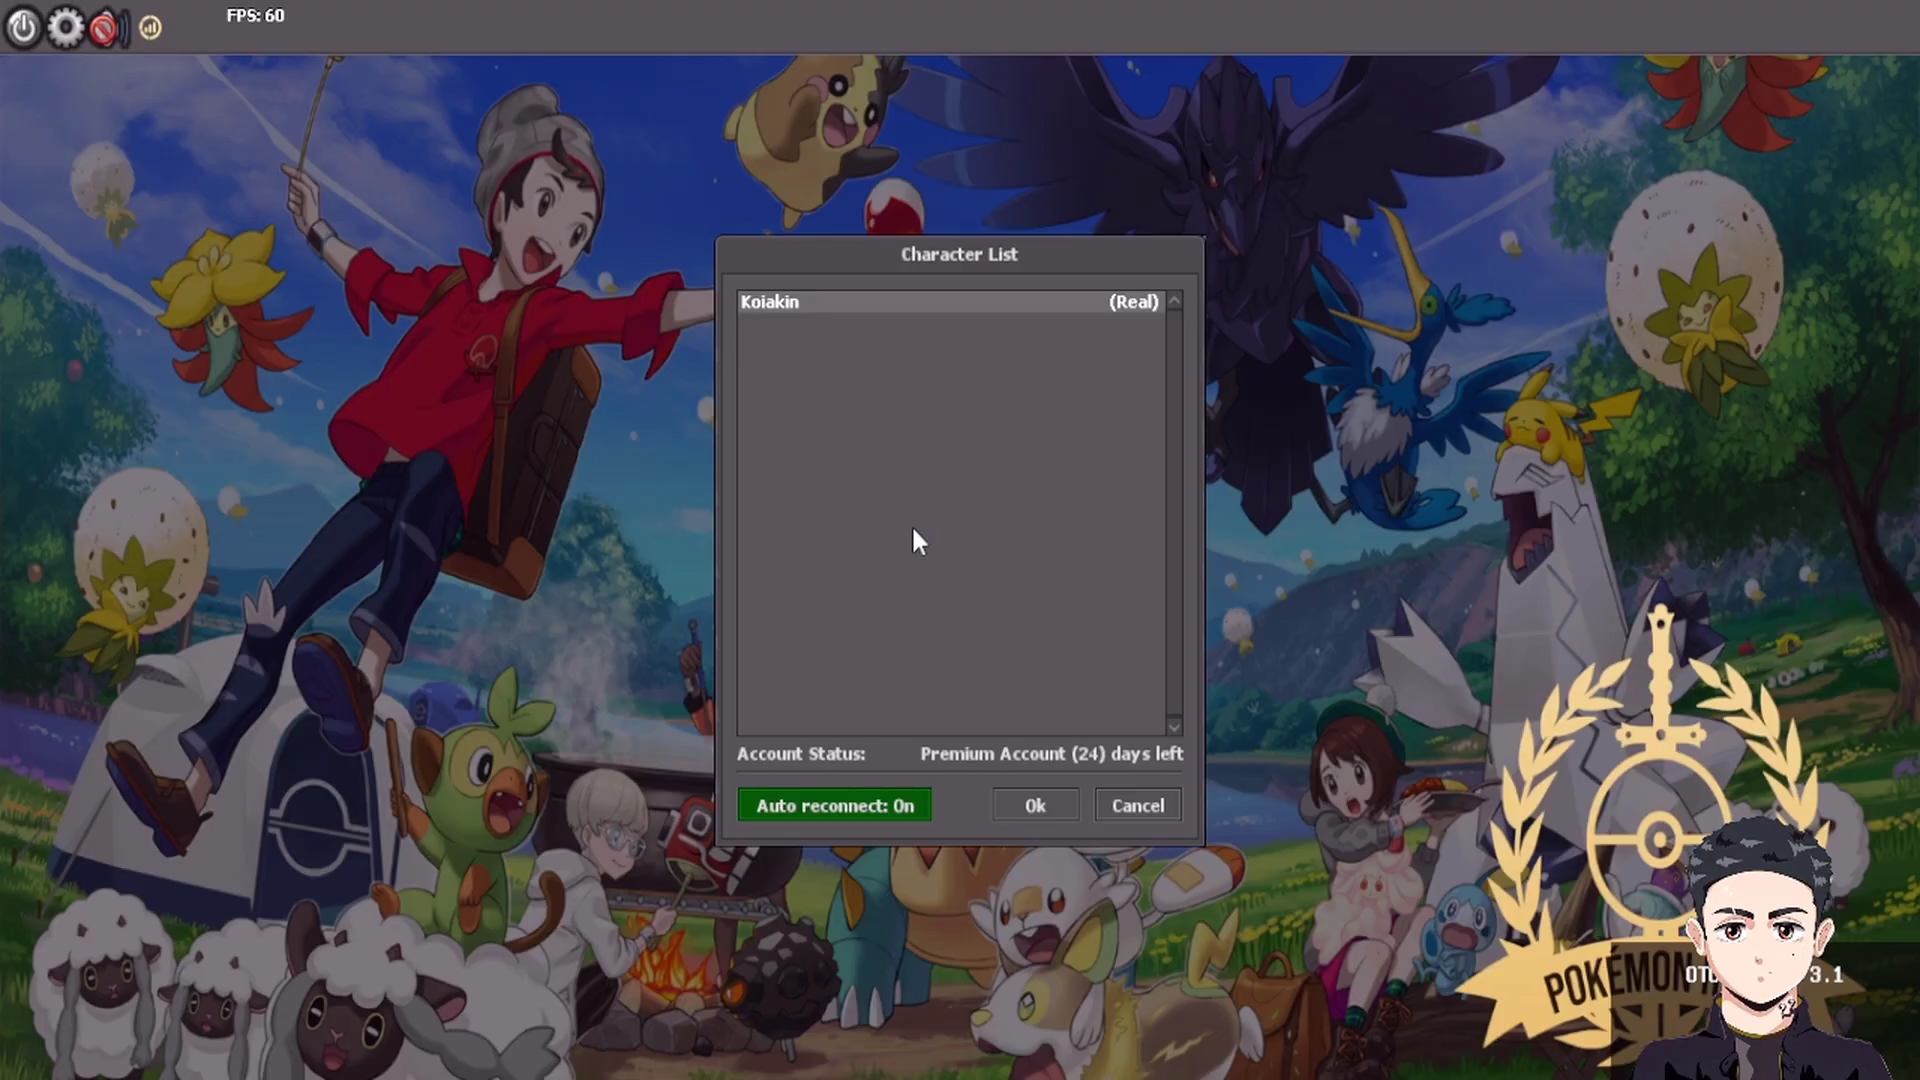 FPS: 60
Character List
Koiakin (Real)
Account Status: Premium Account (24) days left
Auto reconnect: On Ok Cancel
POKÉMON
3.1